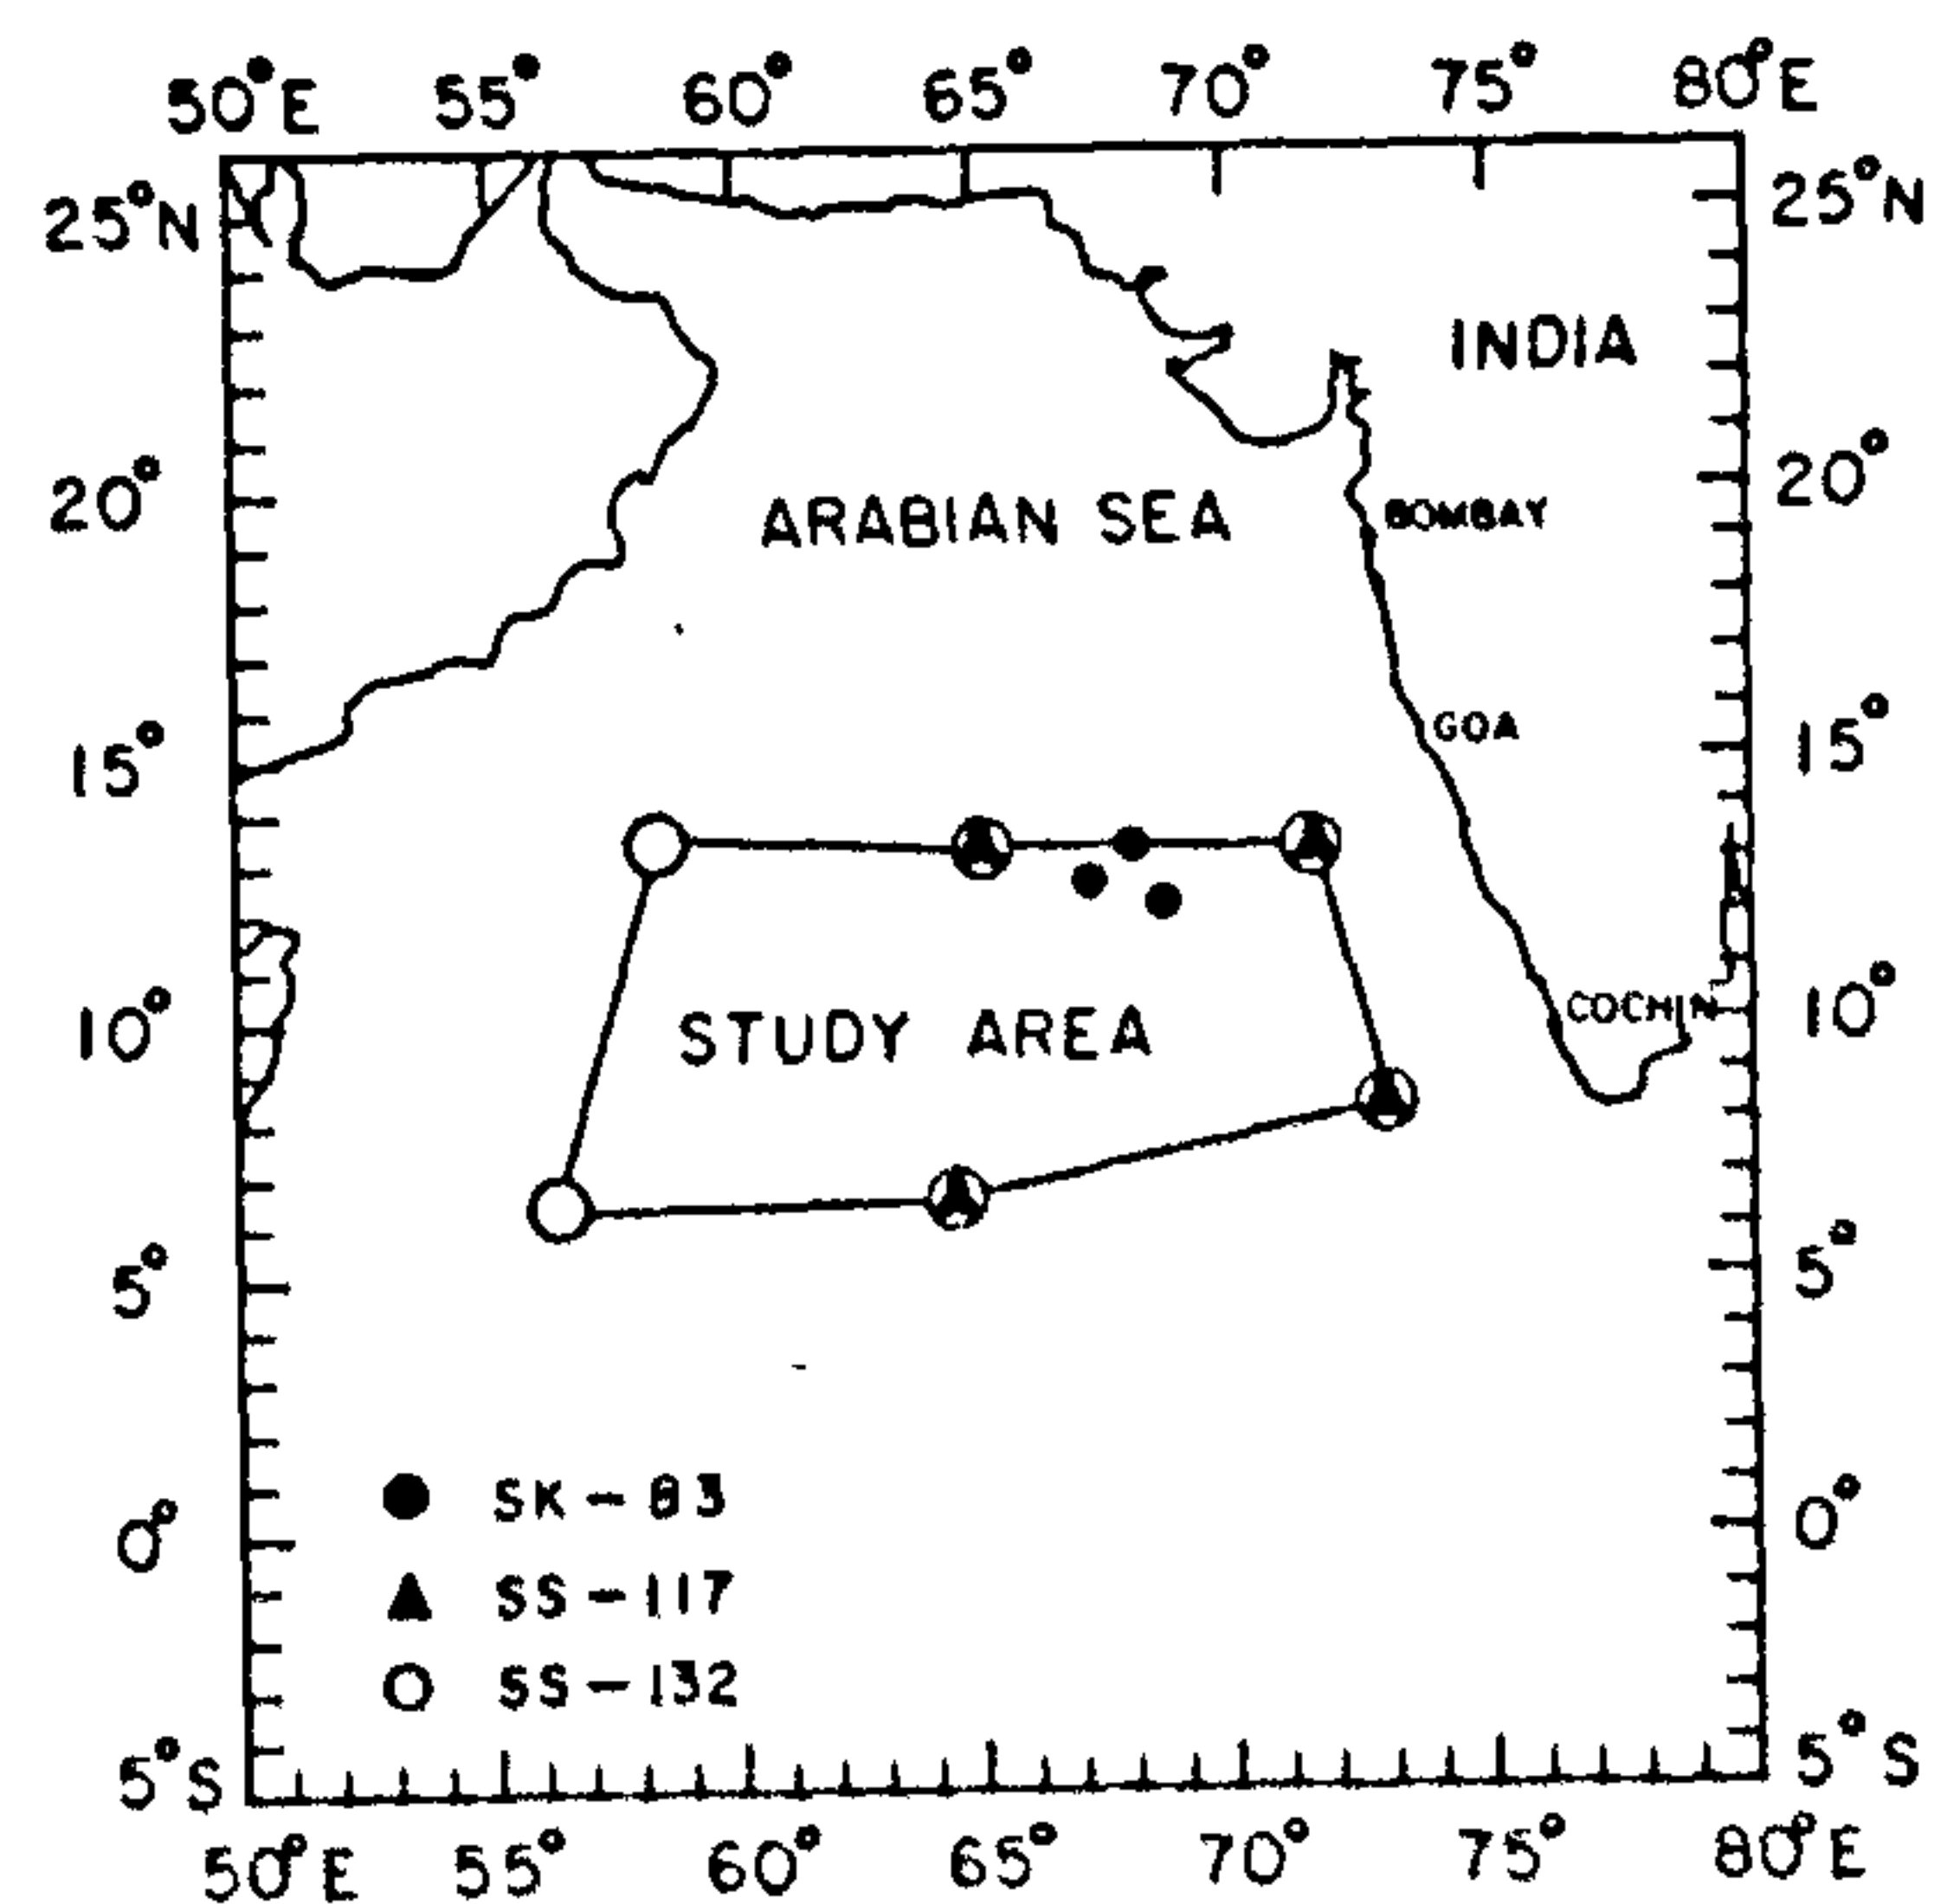 50°E 55° 60° 65° 70° 75° 80°E
25°N 25°N
INDIA
20° 20°
ARABIAN SEA
BOMBAY
15° GOA 15°
10° STUDY AREA COCHIN 10°
5° 5°
SK-83
0° 0°
SS-117
SS-132
5°S 5°S
50°E 55° 60° 65° 70° 75° 80°E